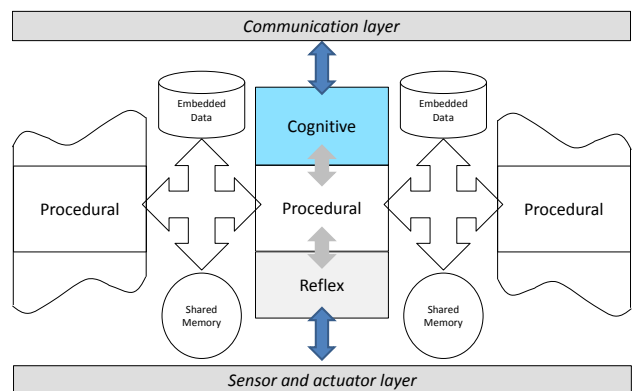 Communication layer
Embedded
Data
Cognitive
Embedded
Data
Procedural
Procedural
Procedural
Shared
Memory
Reflex
Shared
Memory
Sensor and actuator layer